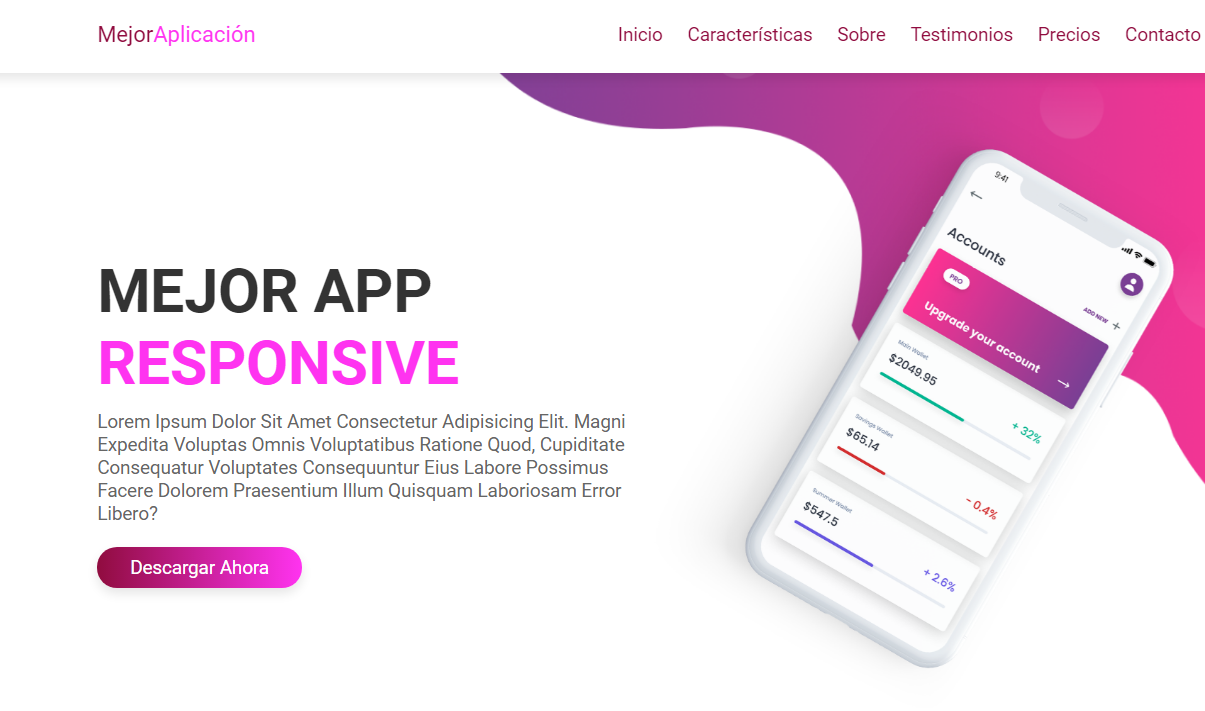 MejorAplicación
Inicio Características Sobre Testimonios Precios Contacto
MEJOR APP
RESPONSIVE
Lorem Ipsum Dolor Sit Amet Consectetur Adipisicing Elit. Magni
Expedita Voluptas Omnis Voluptatibus Ratione Quod, Cupiditate
Consequatur Voluptates Consequuntur Eius Labore Possimus
Facere Dolorem Praesentium Illum Quisquam Laboriosam Error
Libero?
Descargar Ahora
9:41
Accounts
ADD NEW +
PRO
Upgrade your account
Main Wallet
$2049.95
+ 32%
Savings Wallet
$65.14
- 0.4%
Summer Wallet
$547.5
+ 2.6%